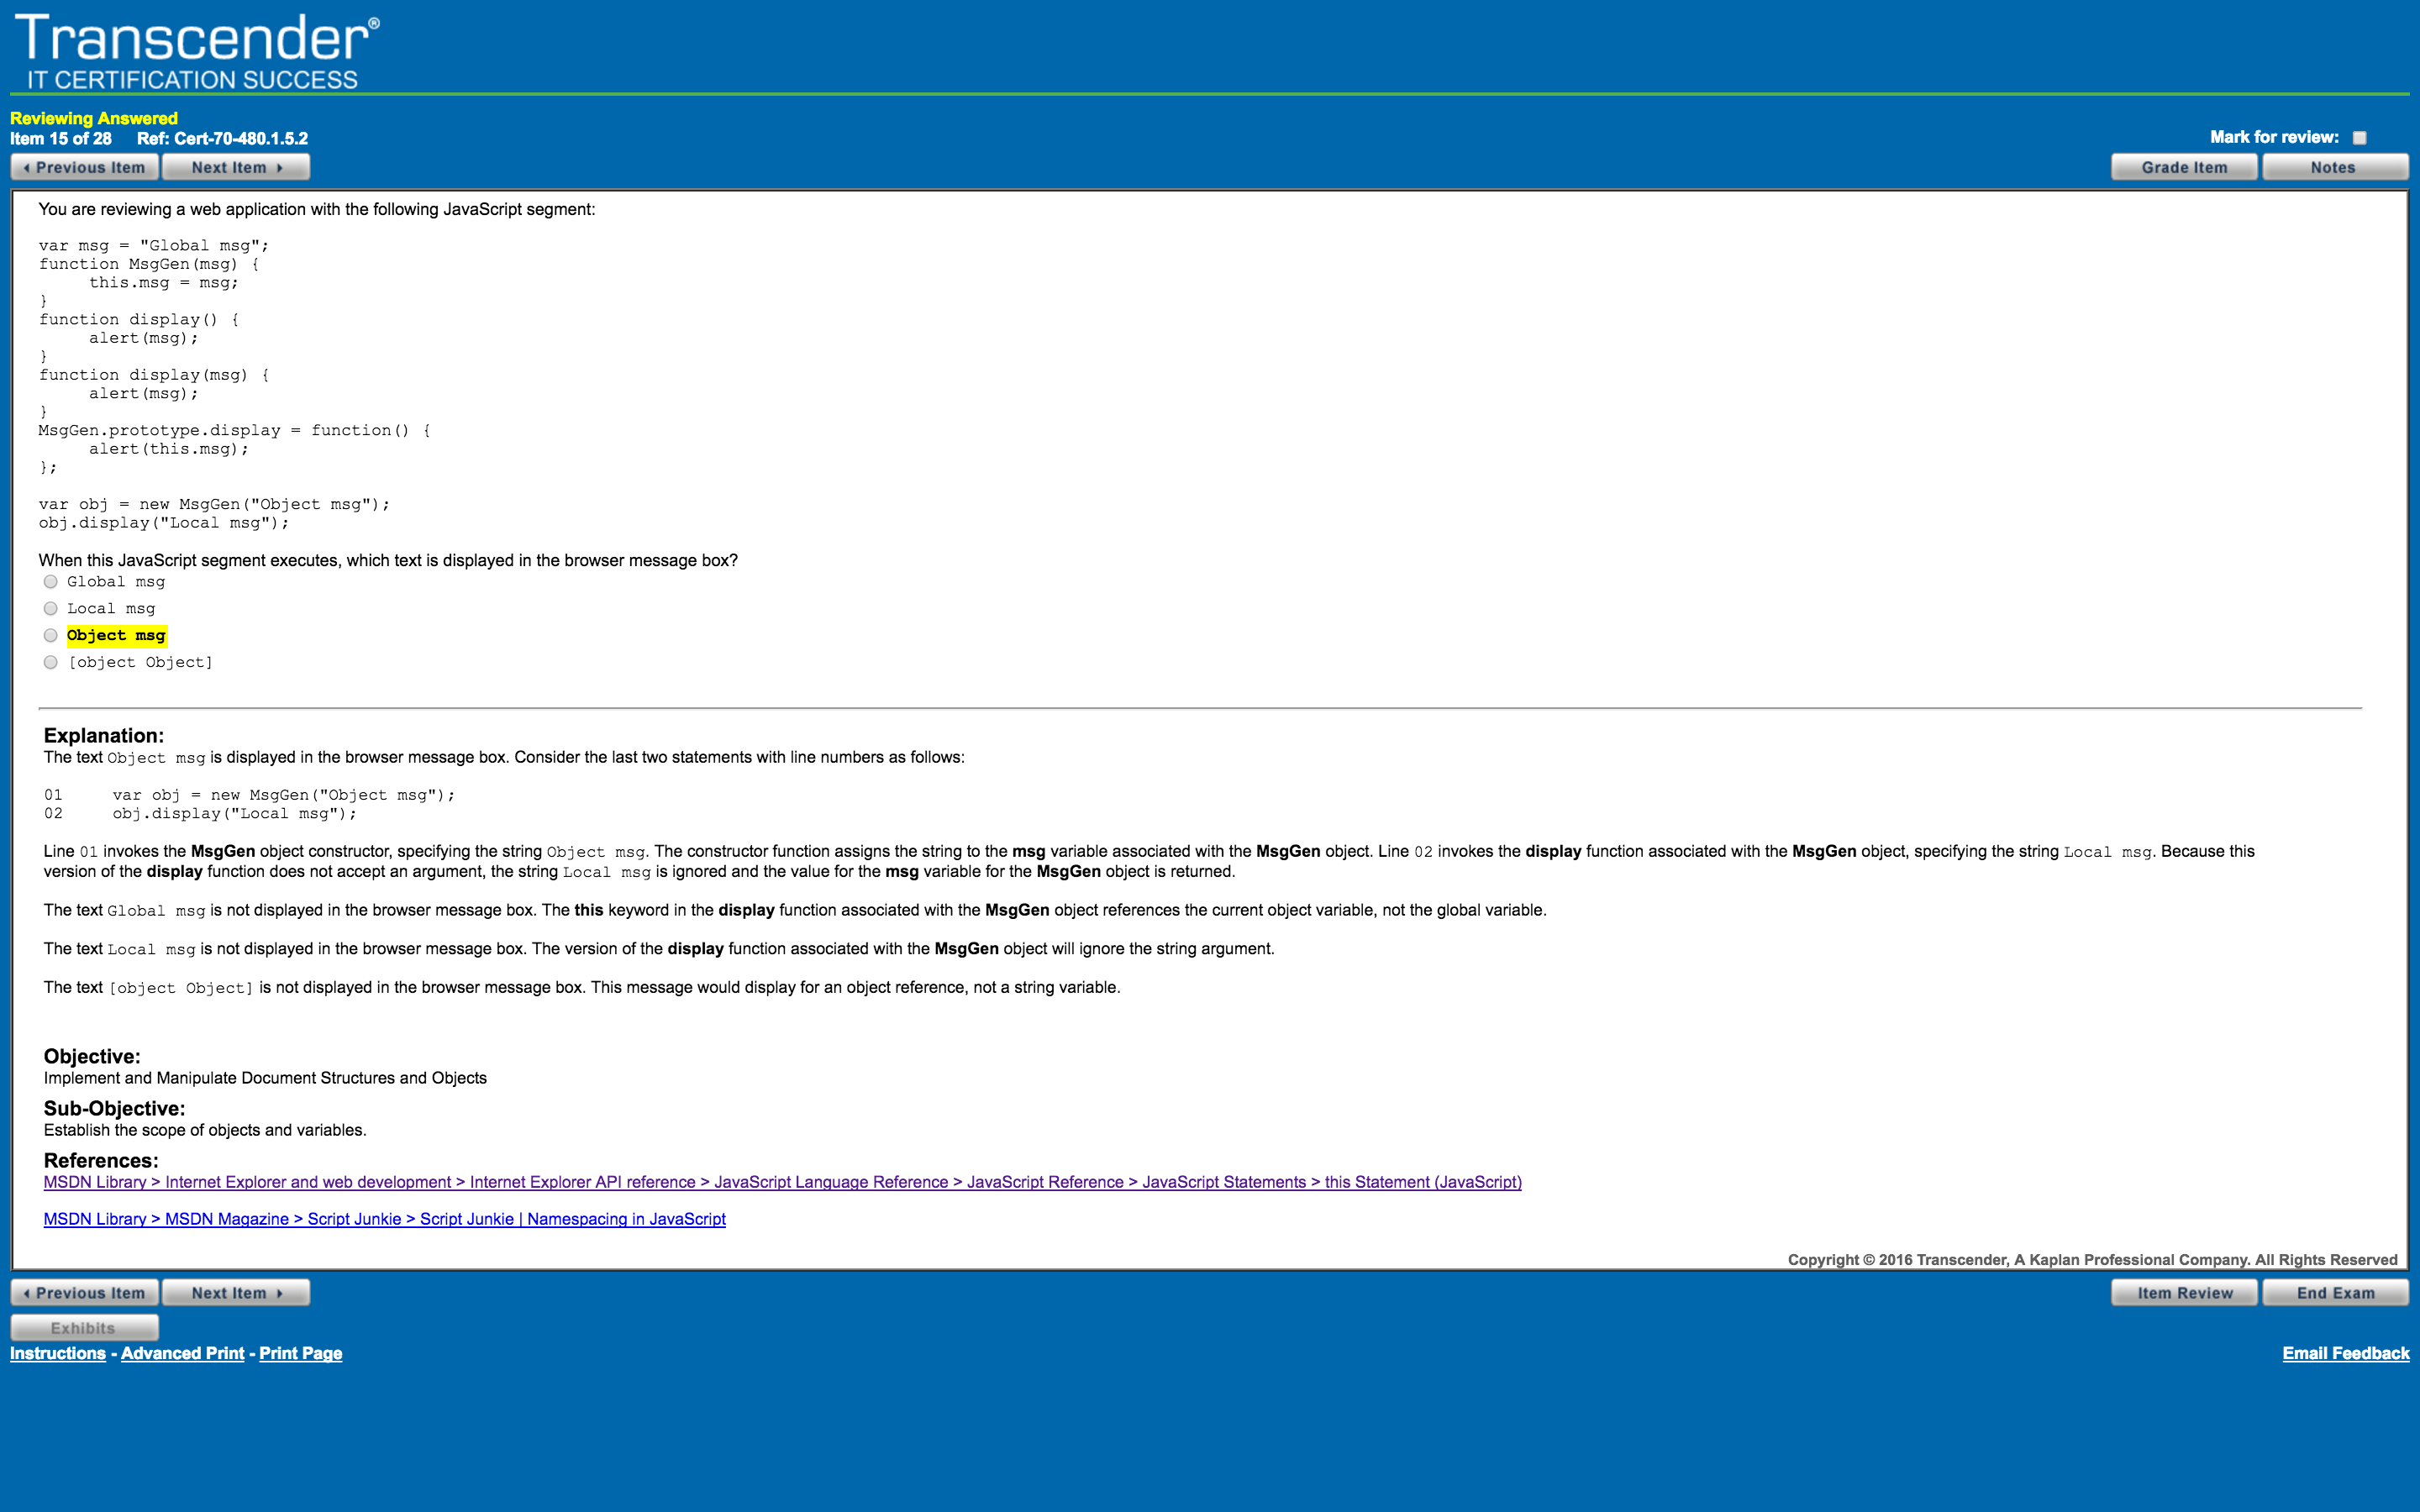 Transcender®
IT CERTIFICATION SUCCESS
Reviewing Answered
Item 15 of 28 Ref: Cert-70-480.1.5.2
Mark for review:
Previous Item Next Item Grade Item Notes
You are reviewing a web application with the following JavaScript segment:
var msg = "Global msg";
function MsgGen(msg) {
this.msg = msg;
}
function display() {
alert(msg);
}
function display(msg) {
alert(msg);
}
MsgGen.prototype.display = function() {
alert(this.msg);
};
var obj = new MsgGen("Object msg");
obj.display("Local msg");
When this JavaScript segment executes, which text is displayed in the browser message box?
Global msg
Local msg
Object msg
[object Object]
Explanation:
The text Object msg is displayed in the browser message box. Consider the last two statements with line numbers as follows:
01 var obj = new MsgGen("Object msg");
02 obj.display("Local msg");
Line 01 invokes the MsgGen object constructor, specifying the string Object msg. The constructor function assigns the string to the msg variable associated with the MsgGen object. Line 02 invokes the display function associated with the MsgGen object, specifying the string Local msg. Because this
version of the display function does not accept an argument, the string Local msg is ignored and the value for the msg variable for the MsgGen object is returned.
The text Global msg is not displayed in the browser message box. The this keyword in the display function associated with the MsgGen object references the current object variable, not the global variable.
The text Local msg is not displayed in the browser message box. The version of the display function associated with the MsgGen object will ignore the string argument.
The text [object Object] is not displayed in the browser message box. This message would display for an object reference, not a string variable.
Objective:
Implement and Manipulate Document Structures and Objects
Sub-Objective:
Establish the scope of objects and variables.
References:
MSDN Library > Internet Explorer and web development > Internet Explorer API reference > JavaScript Language Reference > JavaScript Reference > JavaScript Statements > this Statement (JavaScript)
MSDN Library > MSDN Magazine > Script Junkie > Script Junkie | Namespacing in JavaScript
Copyright © 2016 Transcender, A Kaplan Professional Company. All Rights Reserved
Previous Item Next Item Item Review End Exam
Exhibits
Instructions - Advanced Print - Print Page Email Feedback